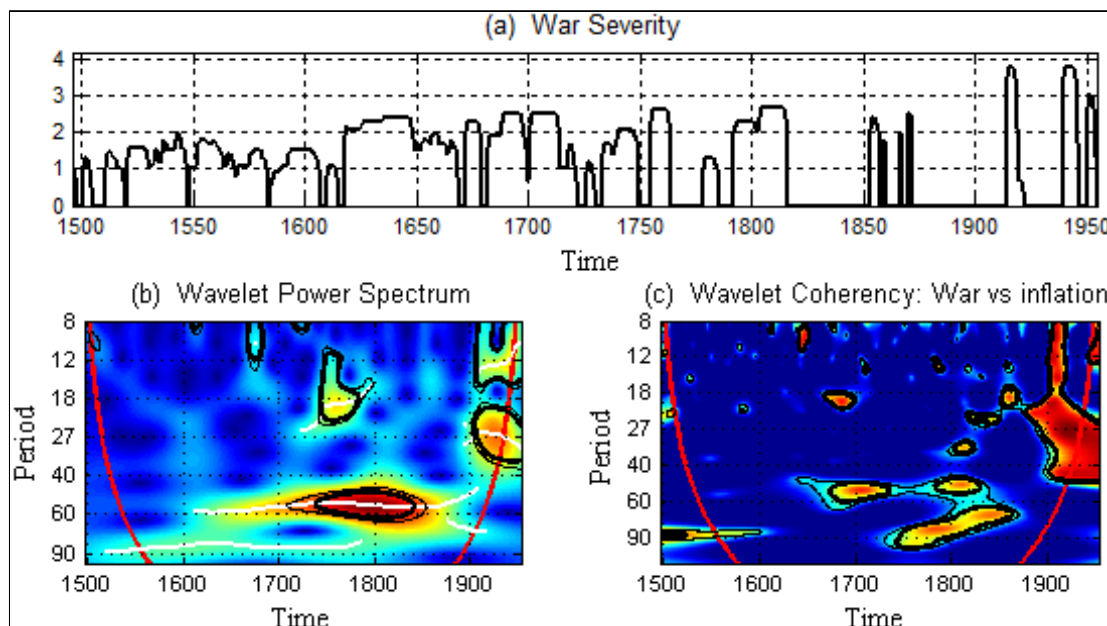 (a) War Severity
4
3
2
1
0
1500 1550 1600 1650 1700 1750 1800 1850 1900 1950
Time
(b) Wavelet Power Spectrum
8
12
18
27
40
60
90
Period
1500 1600 1700 1800 1900
Time
(c) Wavelet Coherency: War vs inflation
8
12
18
27
40
60
90
Period
1500 1600 1700 1800 1900
Time